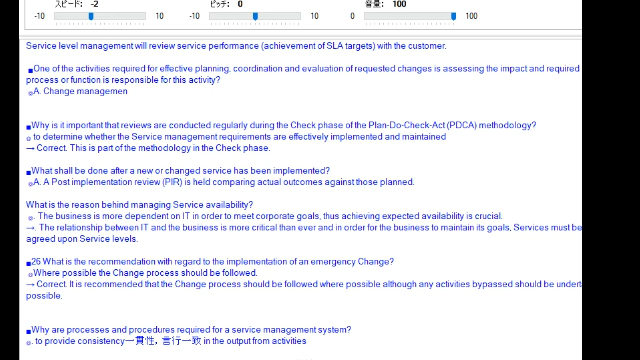 スピード: -2 ピッチ: 0 音量: 100
-10 10 -10 10 0 100
Service level management will review service performance (achievement of SLA targets) with the customer.
■One of the activities required for effective planning, coordination and evaluation of requested changes is assessing the impact and required
process or function is responsible for this activity?
◎A. Change managemen
■Why is it important that reviews are conducted regularly during the Check phase of the Plan-Do-Check-Act (PDCA) methodology?
◎ to determine whether the Service management requirements are effectively implemented and maintained
→ Correct. This is part of the methodology in the Check phase.
■What shall be done after a new or changed service has been implemented?
◎A. A Post implementation review (PIR) is held comparing actual outcomes against those planned.
What is the reason behind managing Service availability?
◎. The business is more dependent on IT in order to meet corporate goals, thus achieving expected availability is crucial.
→. The relationship between IT and the business is more critical than ever and in order for the business to maintain its goals, Services must be
agreed upon Service levels.
■26 What is the recommendation with regard to the implementation of an emergency Change?
◎Where possible the Change process should be followed.
→ Correct. It is recommended that the Change process should be followed where possible although any activities bypassed should be undert
possible.
■Why are processes and procedures required for a service management system?
◎. to provide consistency一貫性, 言行一致 in the output from activities